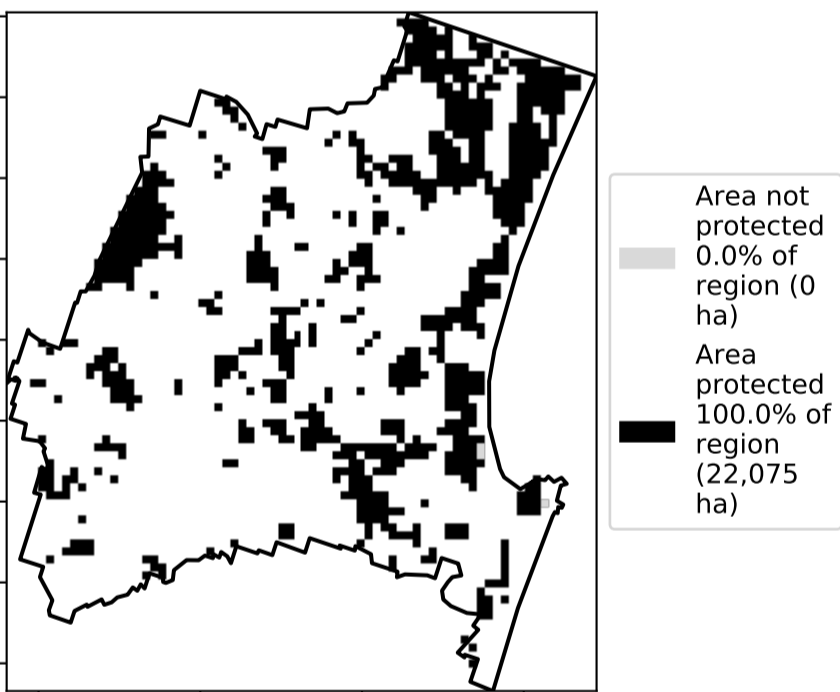 Area not
protected
0.0% of
region (0
ha)
Area
protected
100.0% of
region
(22,075
ha)